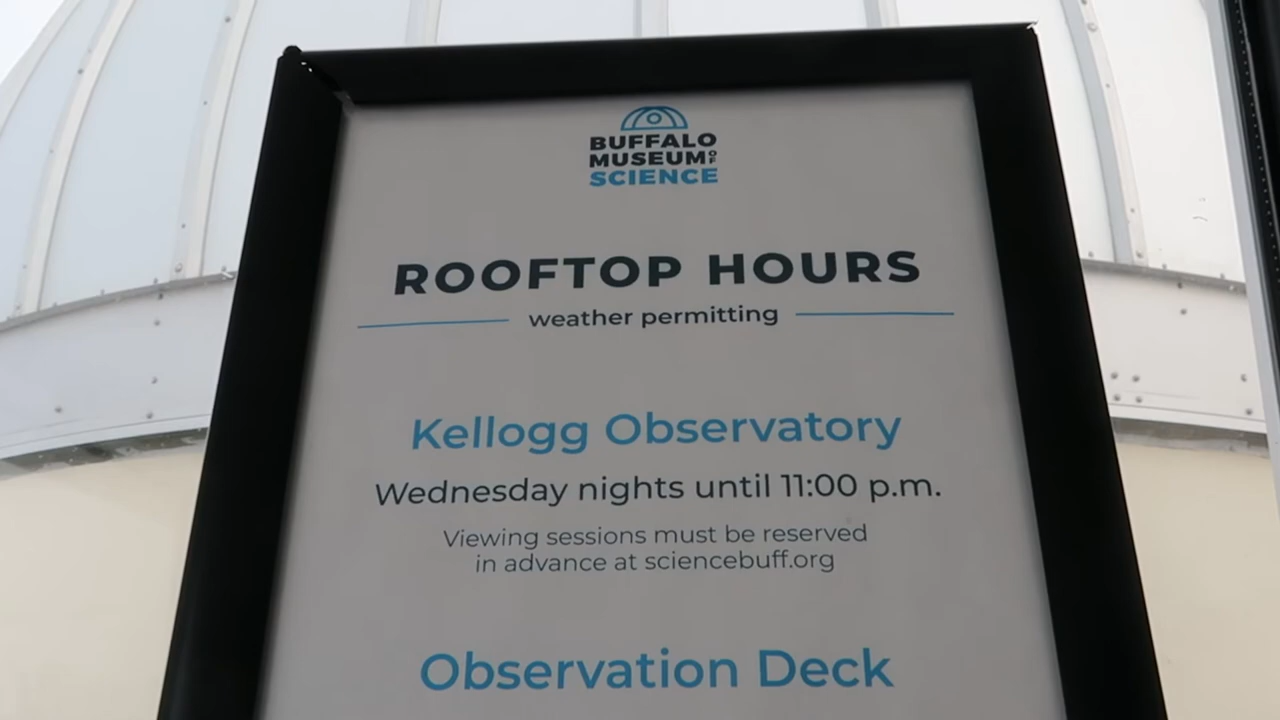 BUFFALO
MUSEUM OF
SCIENCE
ROOFTOP HOURS
weather permitting
Kellogg Observatory
Wednesday nights until 11:00 p.m.
Viewing sessions must be reserved
in advance at sciencebuff.org
Observation Deck